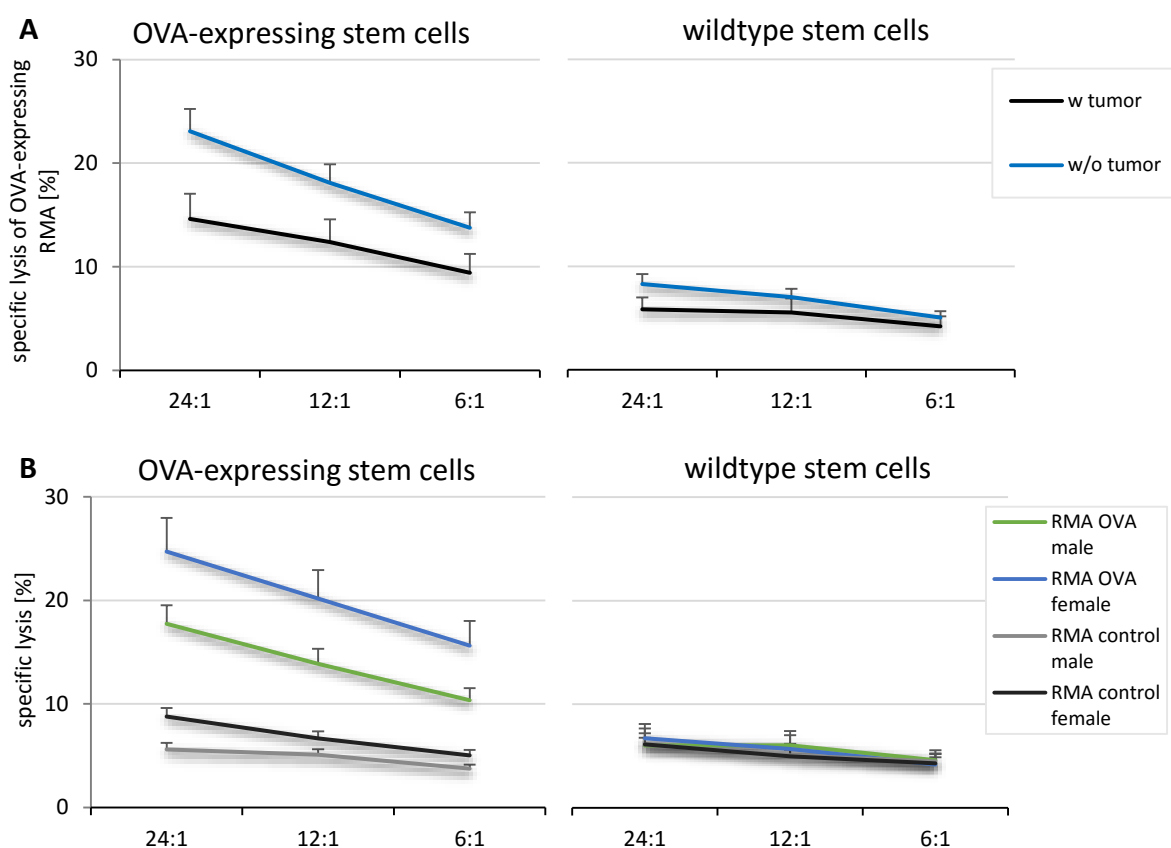 A
OVA-expressing stem cells
wildtype stem cells
specific lysis of OVA-expressing
RMA [%]
30
20
10
0
24:1
12:1
6:1
24:1
12:1
6:1
w tumor
w/o tumor
B
OVA-expressing stem cells
wildtype stem cells
specific lysis [%]
30
20
10
0
24:1
12:1
6:1
24:1
12:1
6:1
RMA OVA
male
RMA OVA
female
RMA control
male
RMA control
female